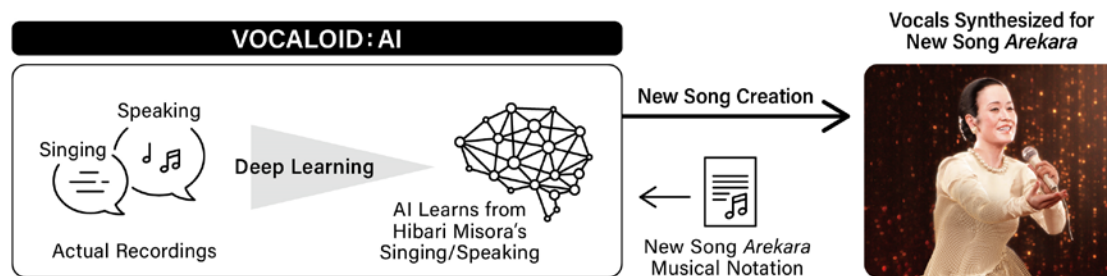 VOCALOID:AI
Speaking
Singing
Actual Recordings
Deep Learning
AI Learns from
Hibari Misora's
Singing/Speaking
New Song Creation
New Song Arekara
Musical Notation
Vocals Synthesized for
New Song Arekara